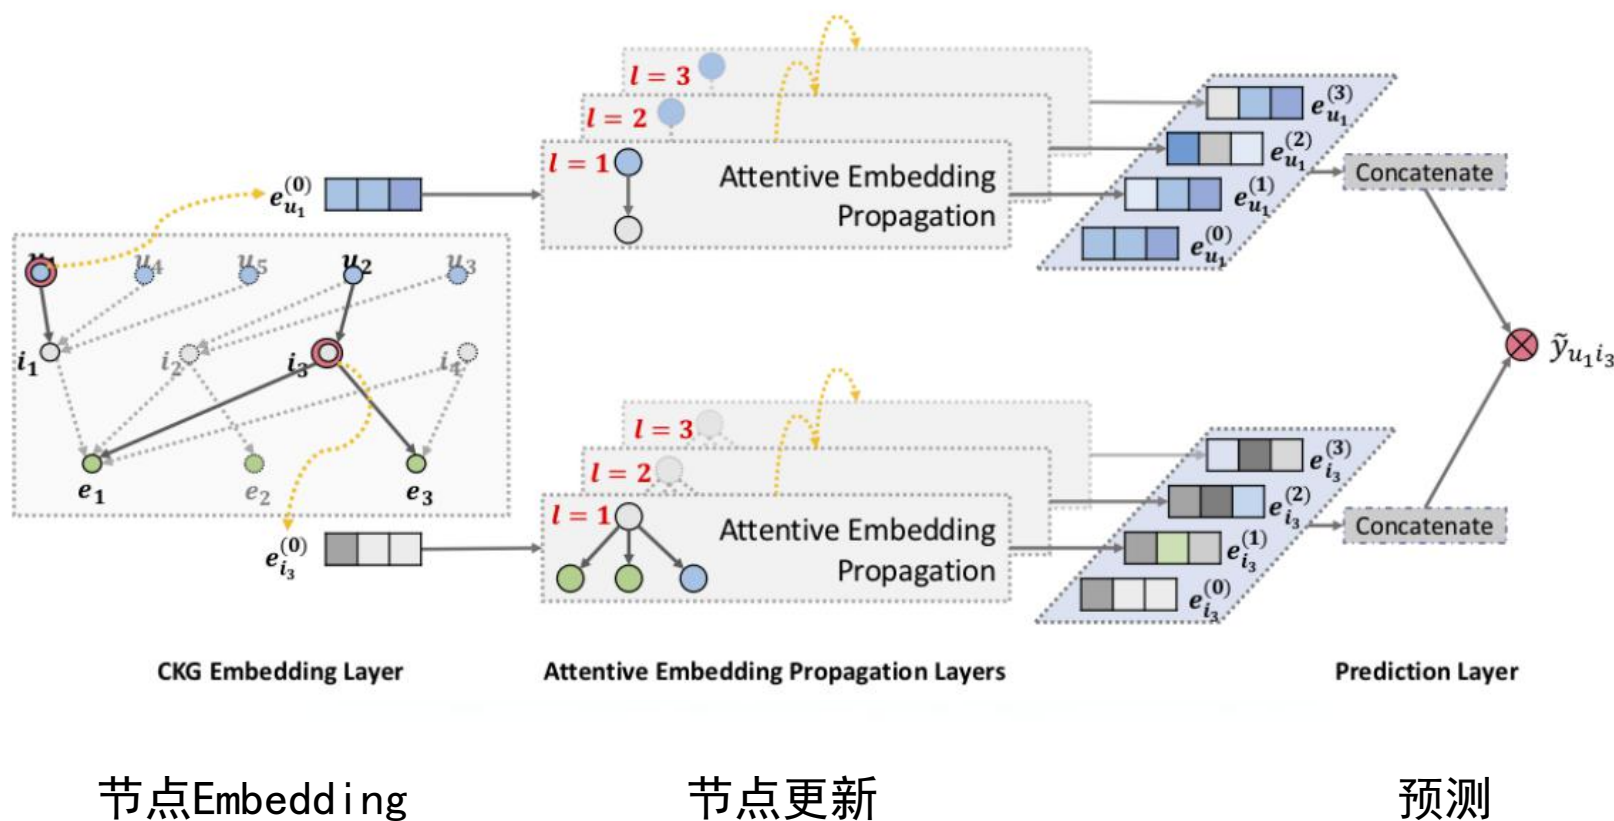 l = 3
l = 2
l = 1
Attentive Embedding
Propagation
e_{u_1}^{(0)}
e_{u_1}^{(3)}
e_{u_1}^{(2)}
e_{u_1}^{(1)}
e_{u_1}^{(0)}
Concatenate
u_1 u_4 u_5 u_2 u_3
i_1 i_2 i_3 i_4
e_1 e_2 e_3
ỹ_{u_1i_3}
l = 3
l = 2
l = 1
Attentive Embedding
Propagation
e_{i_3}^{(0)}
e_{i_3}^{(3)}
e_{i_3}^{(2)}
e_{i_3}^{(1)}
e_{i_3}^{(0)}
Concatenate
CKG Embedding Layer
Attentive Embedding Propagation Layers
Prediction Layer
节点Embedding
节点更新
预测